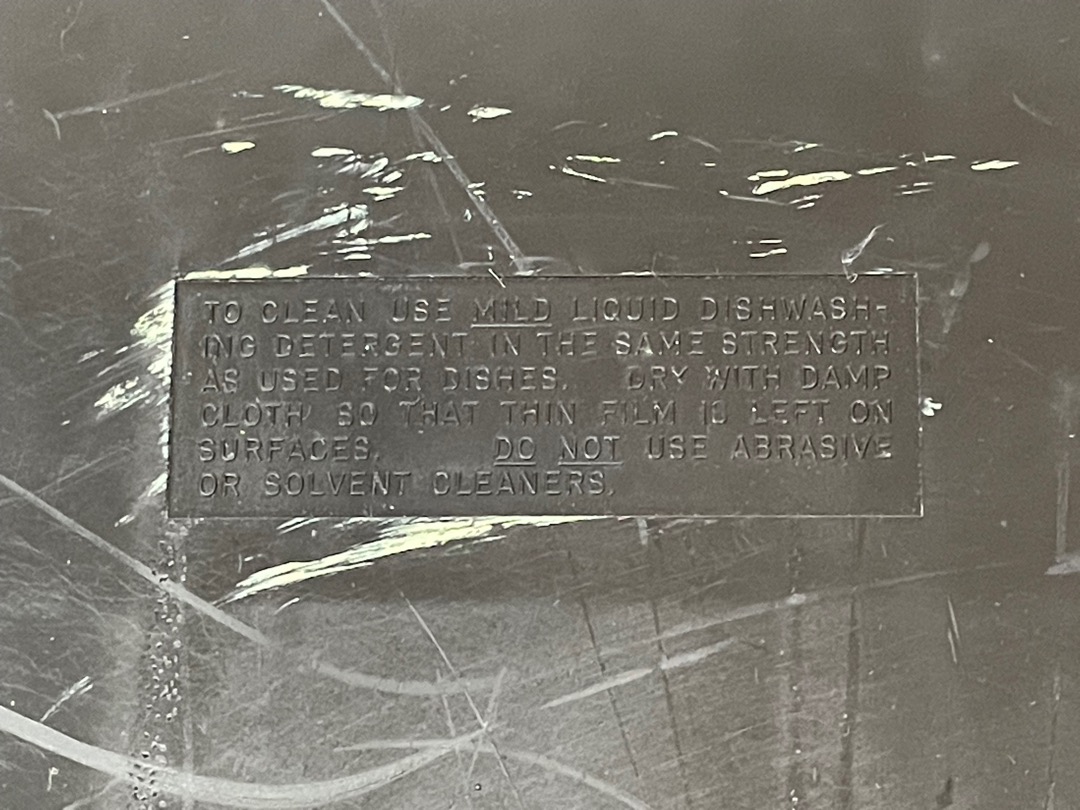 TO CLEAN USE MILD LIQUID DISHWASH-
ING DETERGENT IN THE SAME STRENGTH
AS USED FOR DISHES. DRY WITH DAMP
CLOTH SO THAT THIN FILM IS LEFT ON
SURFACES. DO NOT USE ABRASIVE
OR SOLVENT CLEANERS.